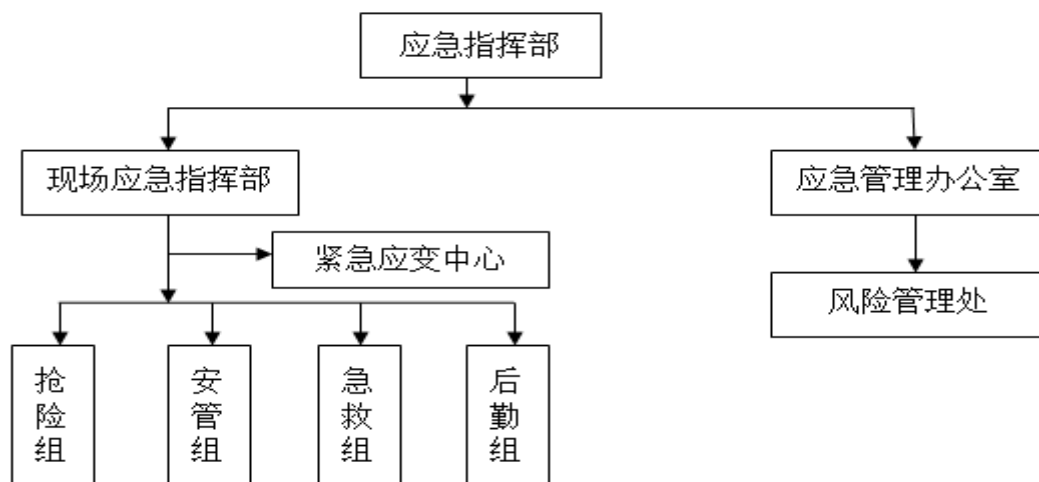 应急指挥部
现场应急指挥部
应急管理办公室
紧急应变中心
风险管理处
抢险组
安管组
急救组
后勤组